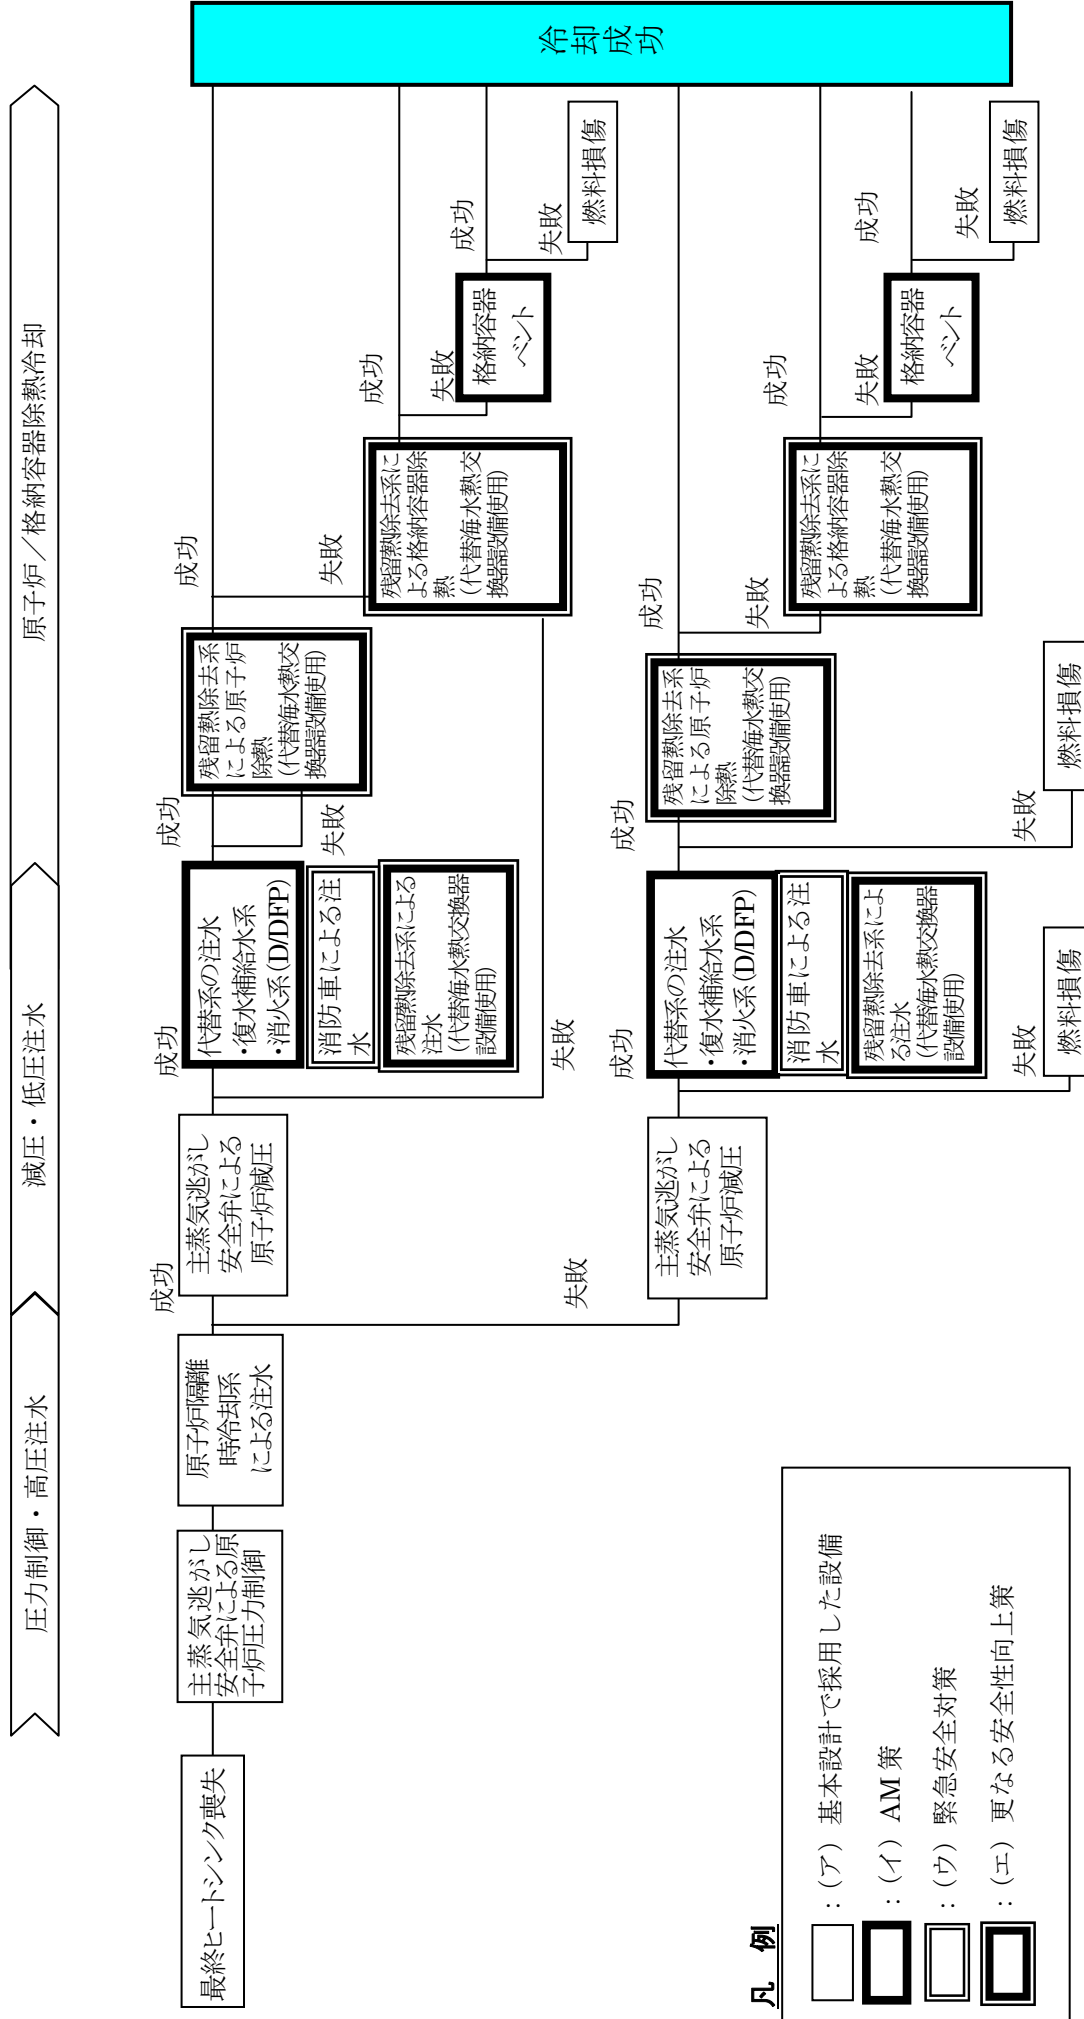 圧力制御・高圧注水
減圧・低圧注水
原子炉／格納容器除熱冷却
最終ヒートシンク喪失
主蒸気逃がし
安全弁による原
子炉圧力制御
原子炉隔離
時冷却系
による注水
成功
失敗
主蒸気逃がし
安全弁による
原子炉減圧
成功
失敗
代替系の注水
・復水補給水系
・消火系(D/DFP)
消防車による注
水
残留熱除去系による
注水
(代替海水熱交換器
設備使用)
成功
失敗
残留熱除去系
による原子炉
除熱
(代替海水熱交
換器設備使用)
成功
失敗
残留熱除去系に
よる格納容器除
熱
(代替海水熱交
換器設備使用)
成功
失敗
格納容器
ベント
成功
失敗
燃料損傷
冷却成功
主蒸気逃がし
安全弁による
原子炉減圧
成功
失敗
燃料損傷
代替系の注水
・復水補給水系
・消火系(D/DFP)
消防車による注
水
残留熱除去系によ
る注水
(代替海水熱交換器
設備使用)
成功
失敗
燃料損傷
残留熱除去系
による原子炉
除熱
(代替海水熱交
換器設備使用)
成功
失敗
残留熱除去系に
よる格納容器除
熱
(代替海水熱交
換器設備使用)
成功
失敗
格納容器
ベント
成功
失敗
燃料損傷
凡　例
：(ア) 基本設計で採用した設備
：(イ) AM 策
：(ウ) 緊急安全対策
：(エ) 更なる安全性向上策